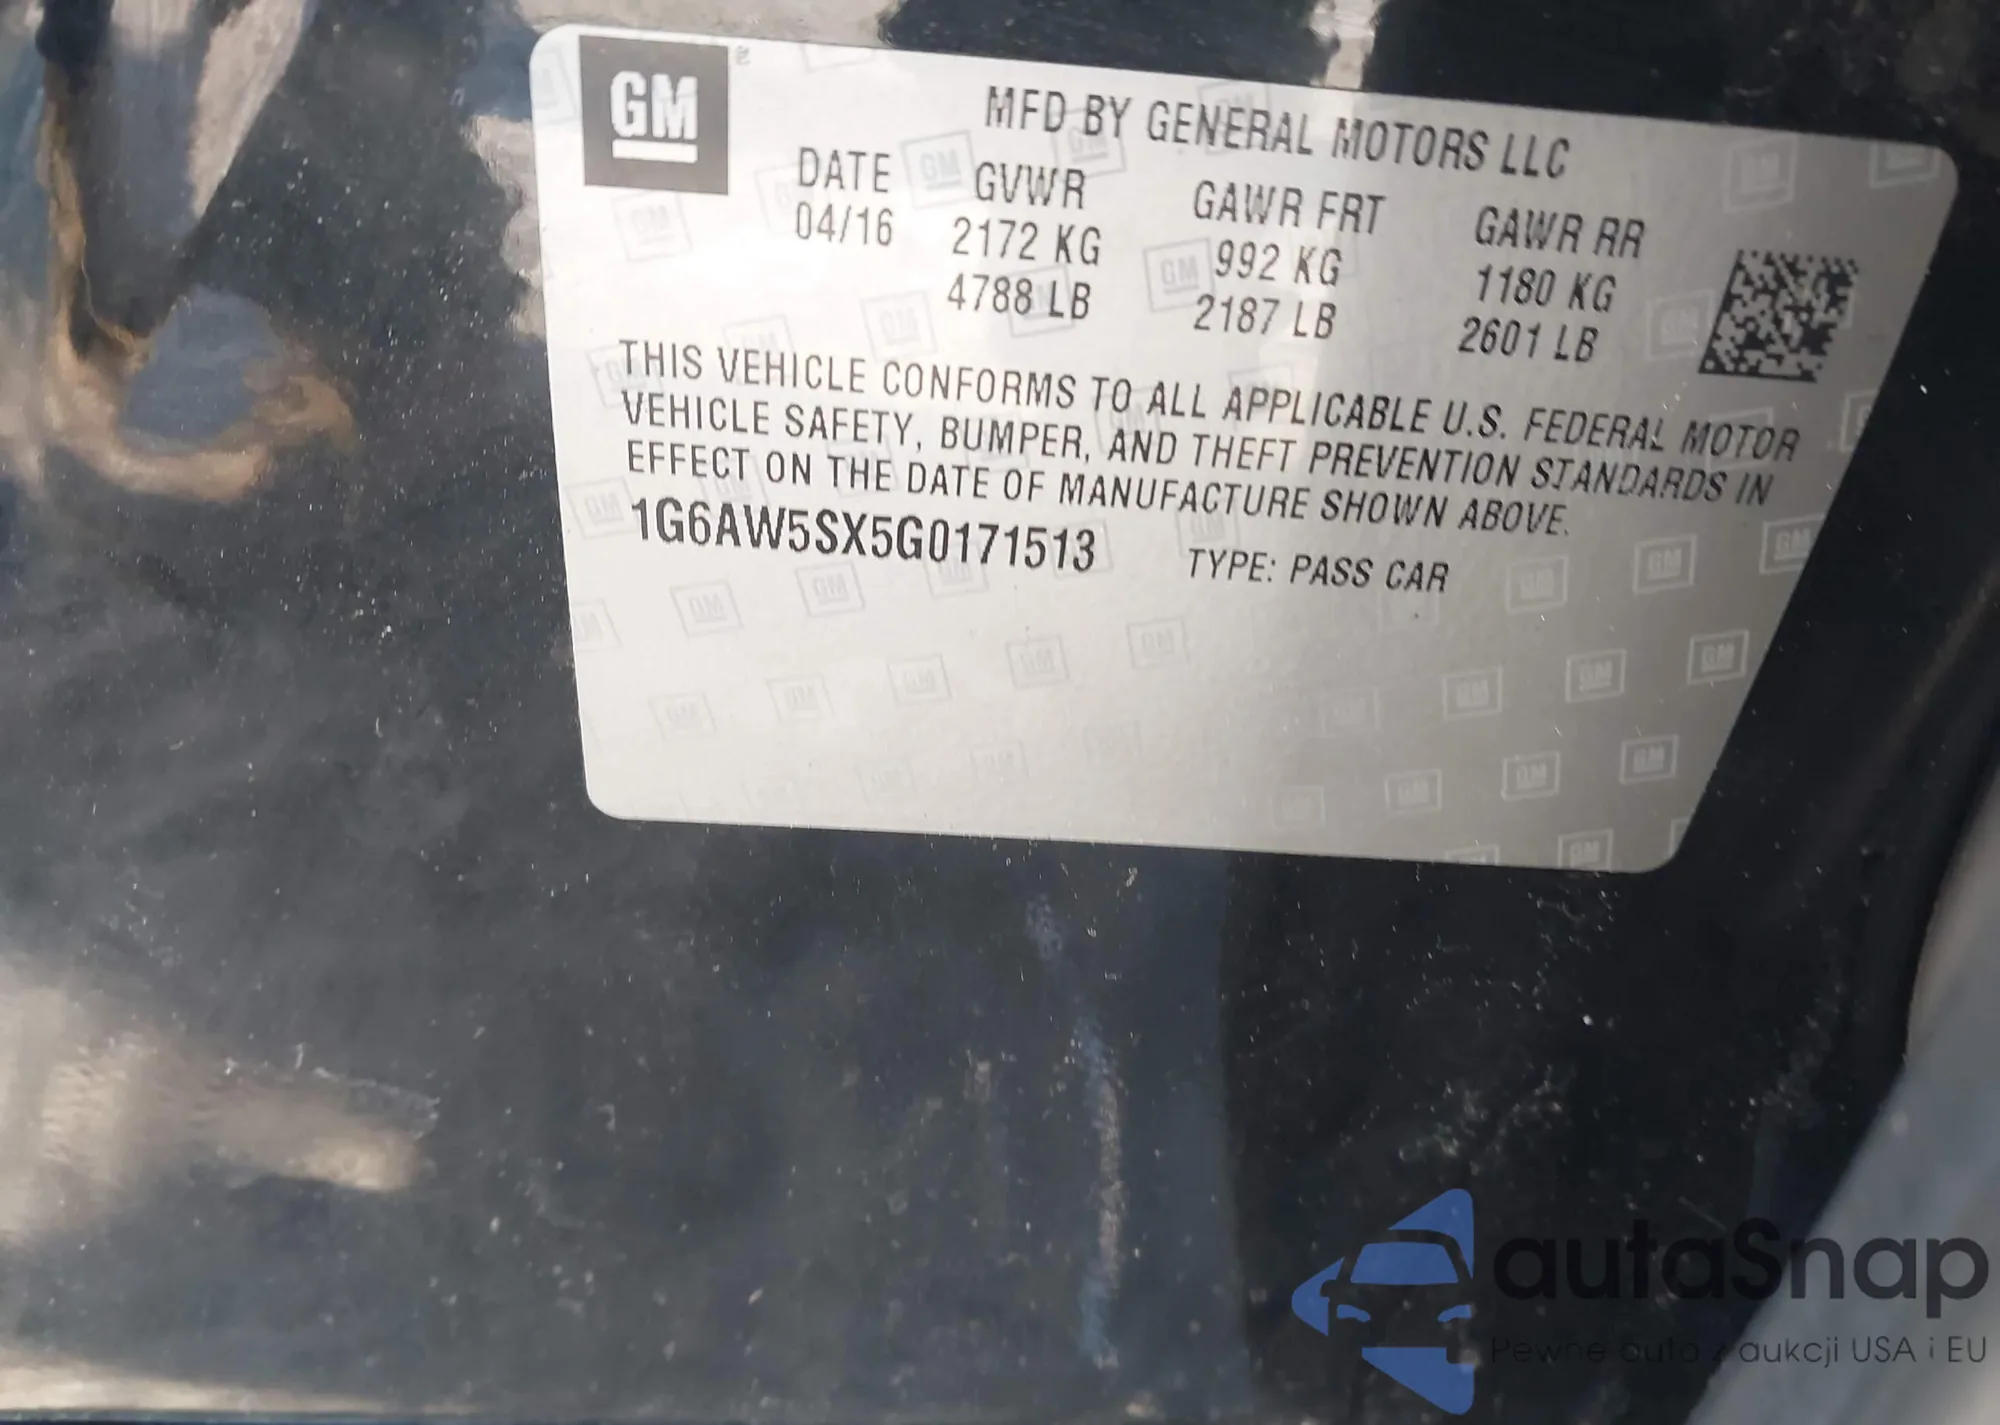 GM
MFD BY GENERAL MOTORS LLC
DATE GVWR GAWR FRT GAWR RR
04/16 2172 KG 992 KG 1180 KG
4788 LB 2187 LB 2601 LB
THIS VEHICLE CONFORMS TO ALL APPLICABLE U.S. FEDERAL MOTOR
VEHICLE SAFETY, BUMPER, AND THEFT PREVENTION STANDARDS IN
EFFECT ON THE DATE OF MANUFACTURE SHOWN ABOVE.
1G6AW5SX5G0171513 TYPE: PASS CAR
autaSnap
Pewne auta z aukcji USA i EU